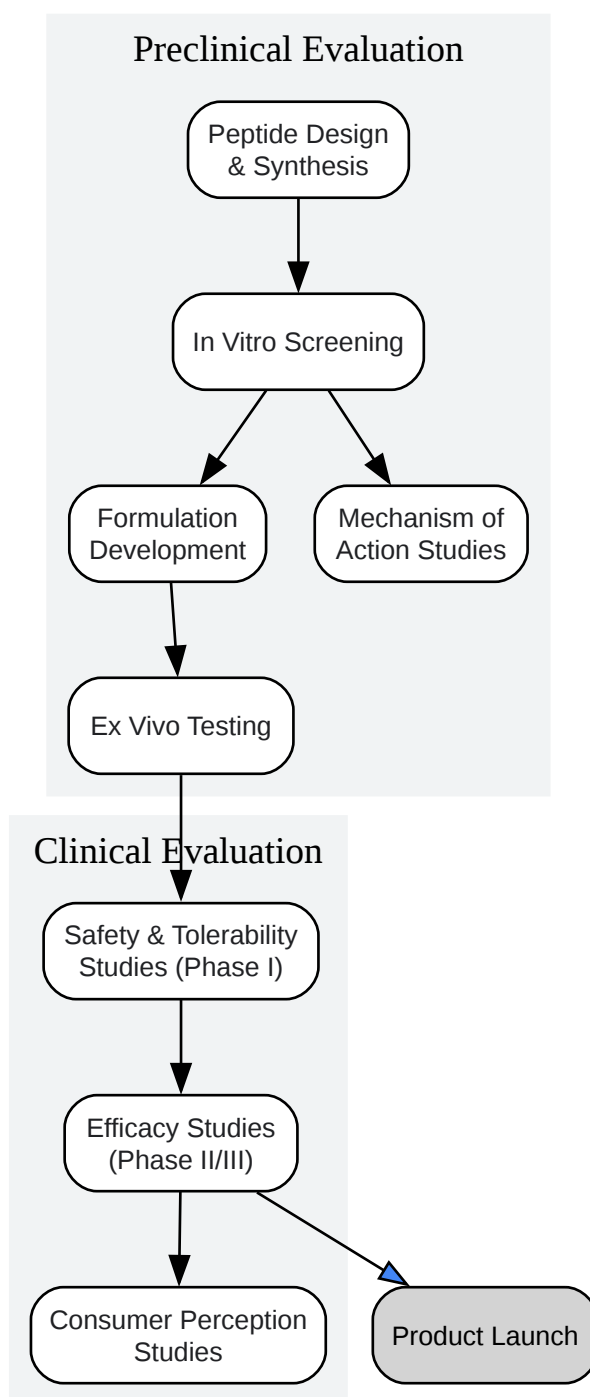 Preclinical Evaluation
Peptide Design
& Synthesis
In Vitro Screening
Formulation
Development
Mechanism of
Action Studies
Ex Vivo Testing
Clinical Evaluation
Safety & Tolerability
Studies (Phase I)
Efficacy Studies
(Phase II/III)
Consumer Perception
Studies
Product Launch